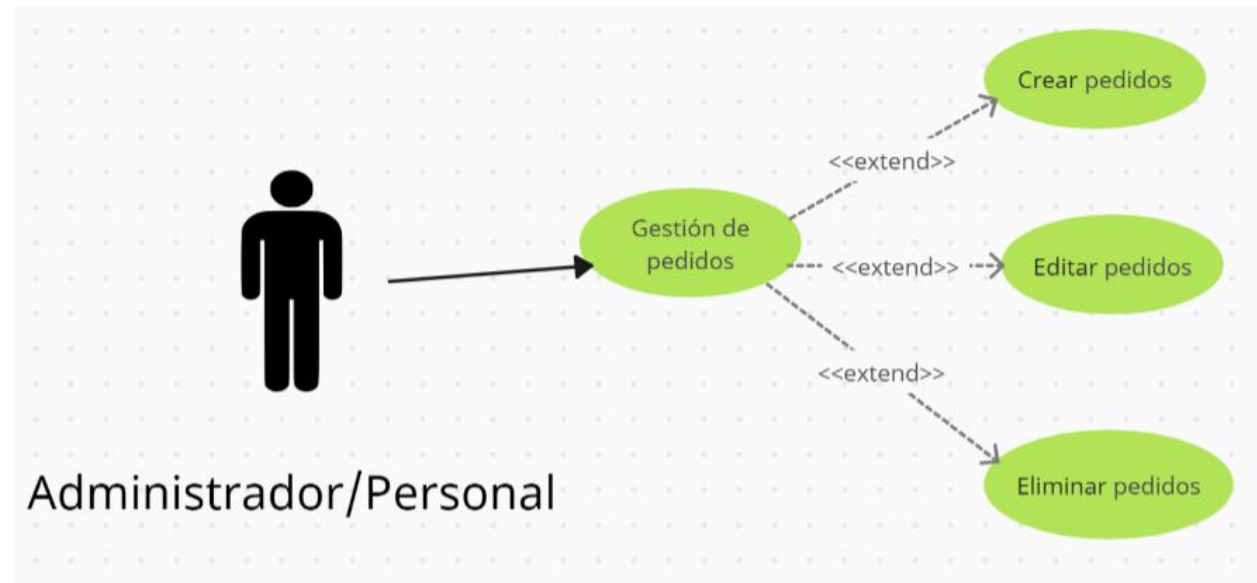 Crear pedidos
<<extend>>
Gestión de
pedidos
<<extend>>
Editar pedidos
<<extend>>
Eliminar pedidos
Administrador/Personal